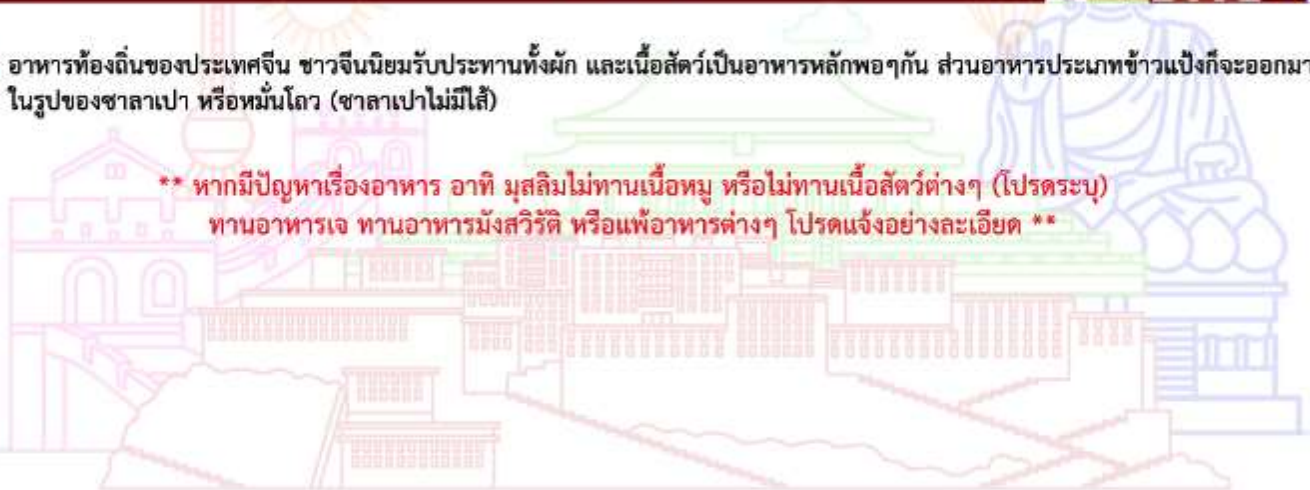 อาหารท้องถิ่นของประเทศจีน ชาวจีนนิยมรับประทานทั้งผัก และเนื้อสัตว์เป็นอาหารหลักพอๆกัน ส่วนอาหารประเภทข้าวแป้งก็จะออกมา
ในรูปของซาลาเปา หรือหมั่นโถว (ซาลาเปาไม่มีไส้)
** หากมีปัญหาเรื่องอาหาร อาทิ มุสลิมไม่ทานเนื้อหมู หรือไม่ทานเนื้อสัตว์ต่างๆ (โปรดระบุ)
ทานอาหารเจ ทานอาหารมังสวิรัติ หรือแพ้อาหารต่างๆ โปรดแจ้งอย่างละเอียด **